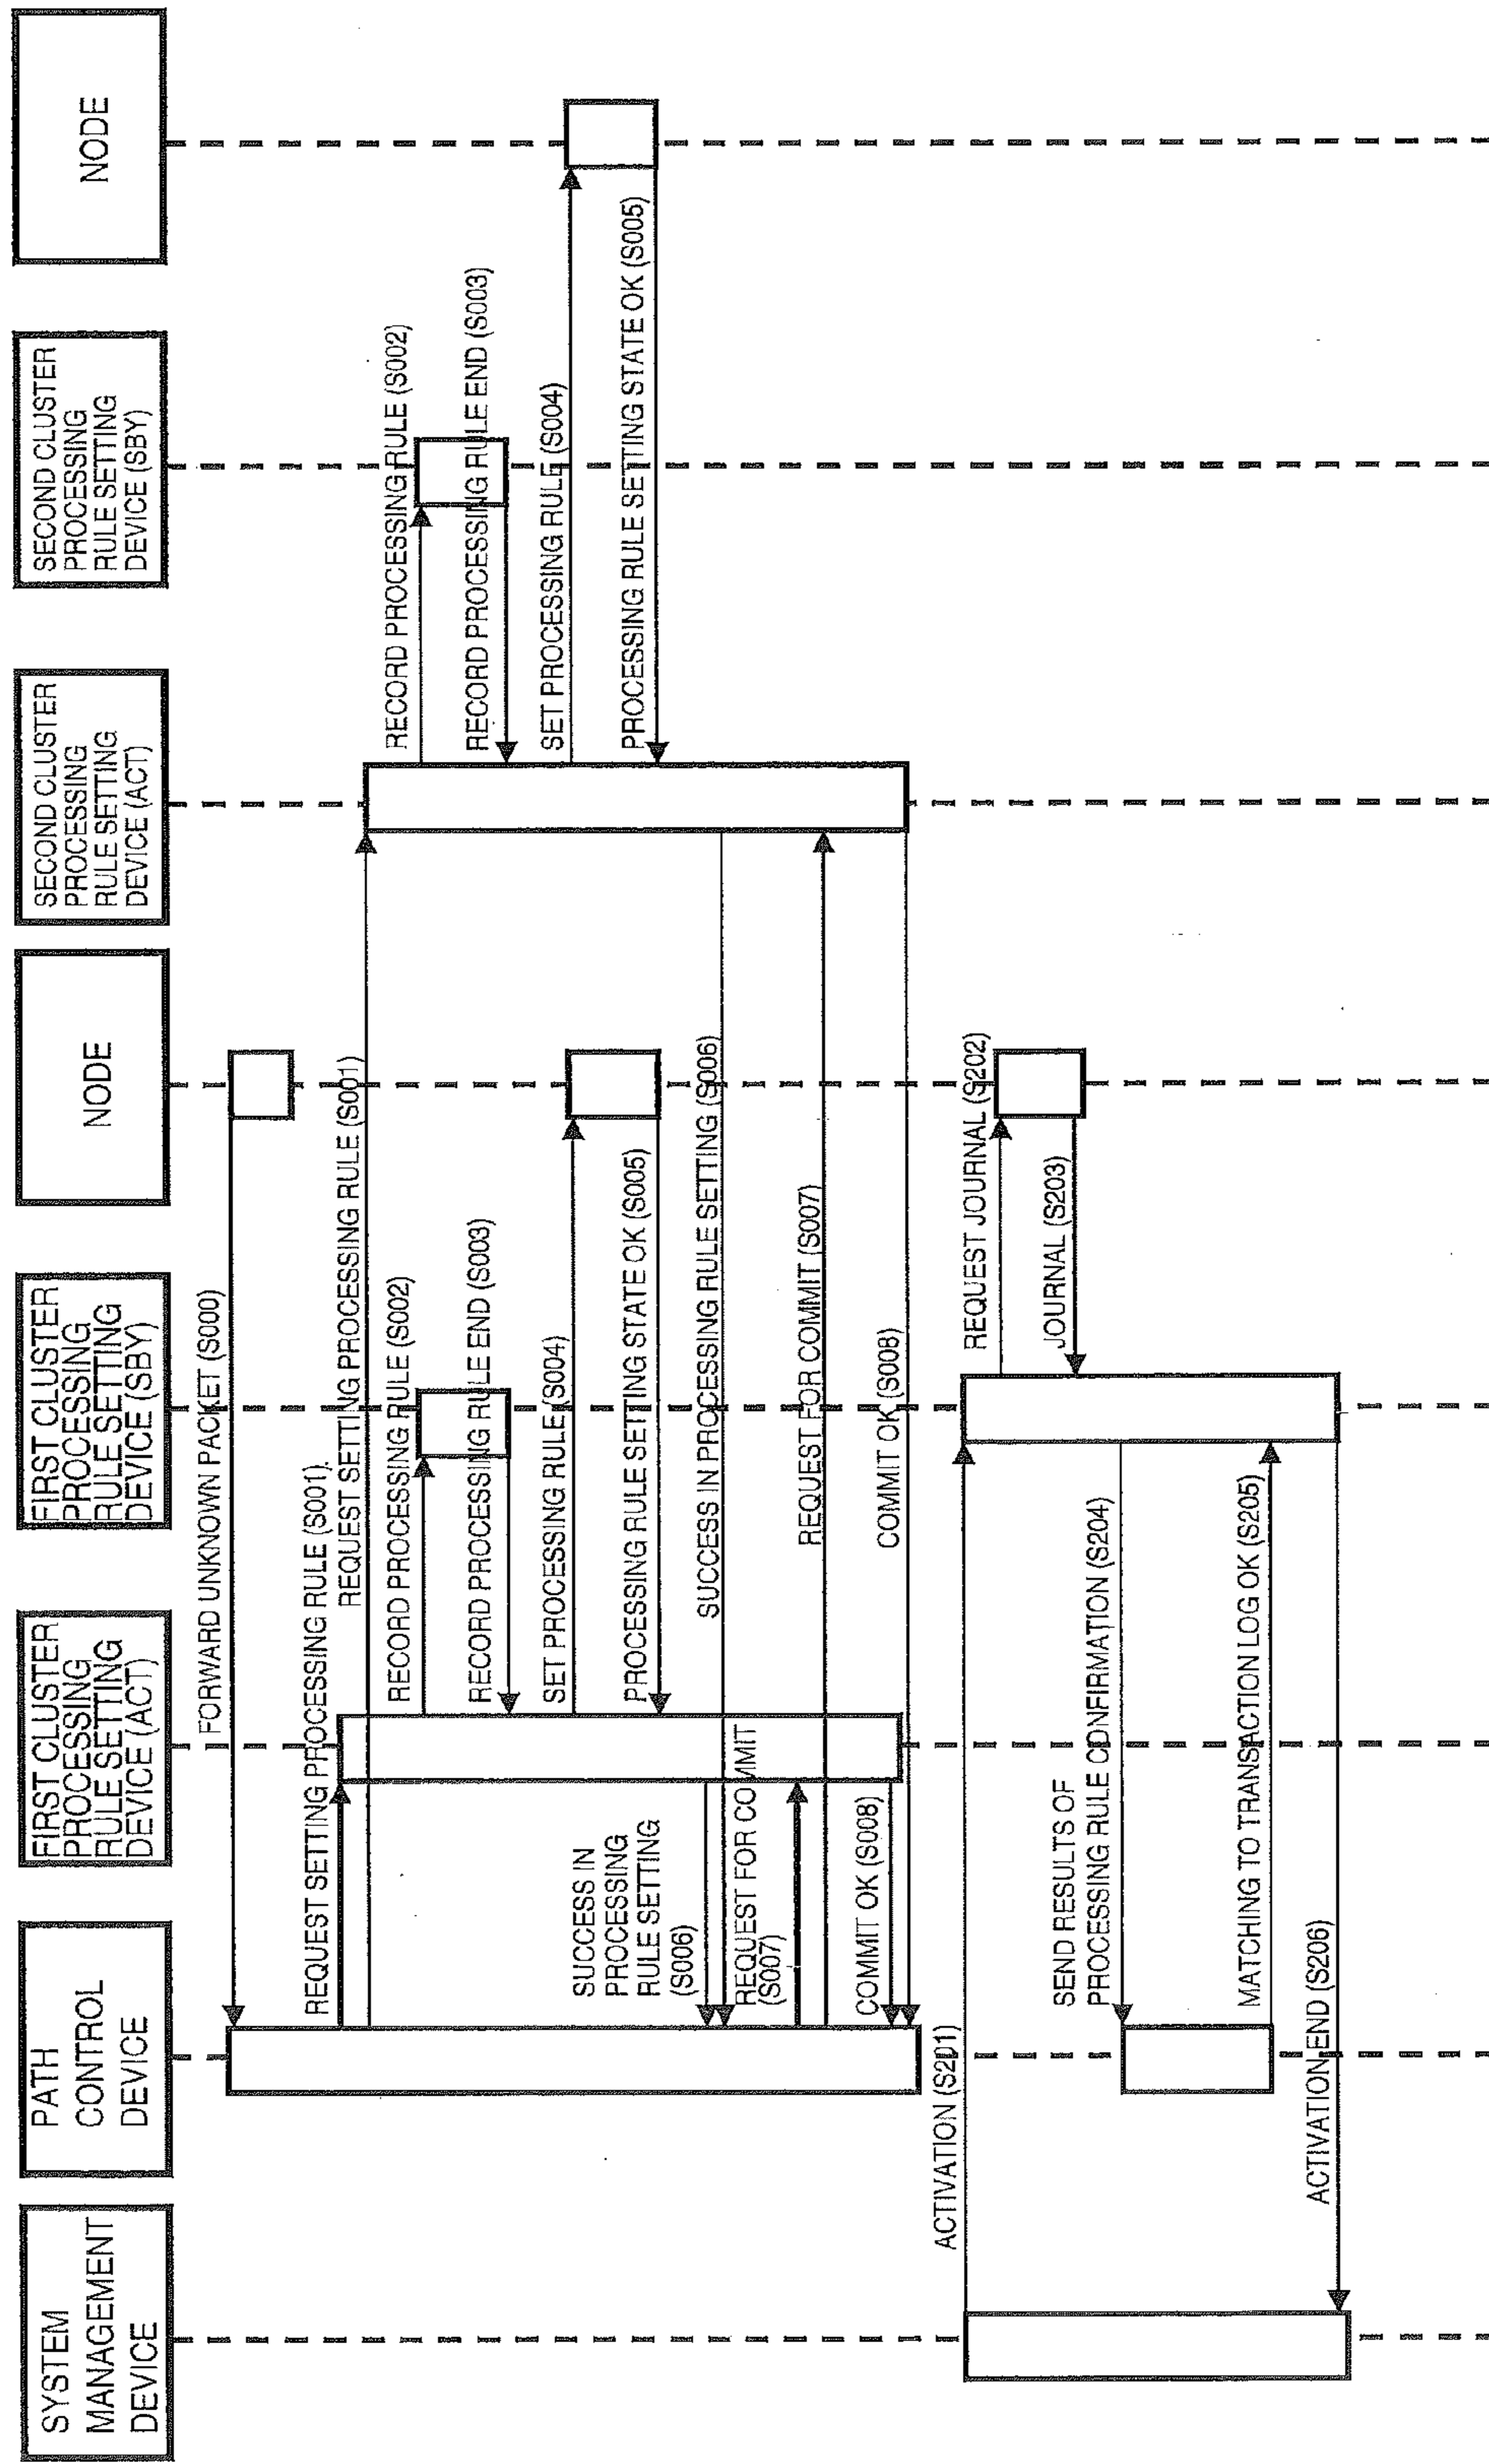 SYSTEM
MANAGEMENT
DEVICE
PATH
CONTROL
DEVICE
FIRST CLUSTER
PROCESSING
RULE SETTING
DEVICE (ACT)
FIRST CLUSTER
PROCESSING
RULE SETTING
DEVICE (SBY)
NODE
SECOND CLUSTER
PROCESSING
RULE SETTING
DEVICE (ACT)
SECOND CLUSTER
PROCESSING
RULE SETTING
DEVICE (SBY)
NODE
FORWARD UNKNOWN PACKET (S000)
REQUEST SETTING PROCESSING RULE (S001)
REQUEST SETTING PROCESSING RULE (S001)
RECORD PROCESSING RULE (S002)
RECORD PROCESSING RULE (S002)
RECORD PROCESSING RULE END (S003)
RECORD PROCESSING RULE END (S003)
SET PROCESSING RULE (S004)
SET PROCESSING RULE (S004)
PROCESSING RULE SETTING STATE OK (S005)
PROCESSING RULE SETTING STATE OK (S005)
SUCCESS IN
PROCESSING
RULE SETTING
(S006)
SUCCESS IN PROCESSING RULE SETTING (S006)
REQUEST FOR COMMIT
(S007)
REQUEST FOR COMMIT (S007)
COMMIT OK (S008)
COMMIT OK (S008)
ACTIVATION (S201)
REQUEST JOURNAL (S202)
JOURNAL (S203)
SEND RESULTS OF
PROCESSING RULE CONFIRMATION (S204)
MATCHING TO TRANSACTION LOG OK (S205)
ACTIVATION END (S206)